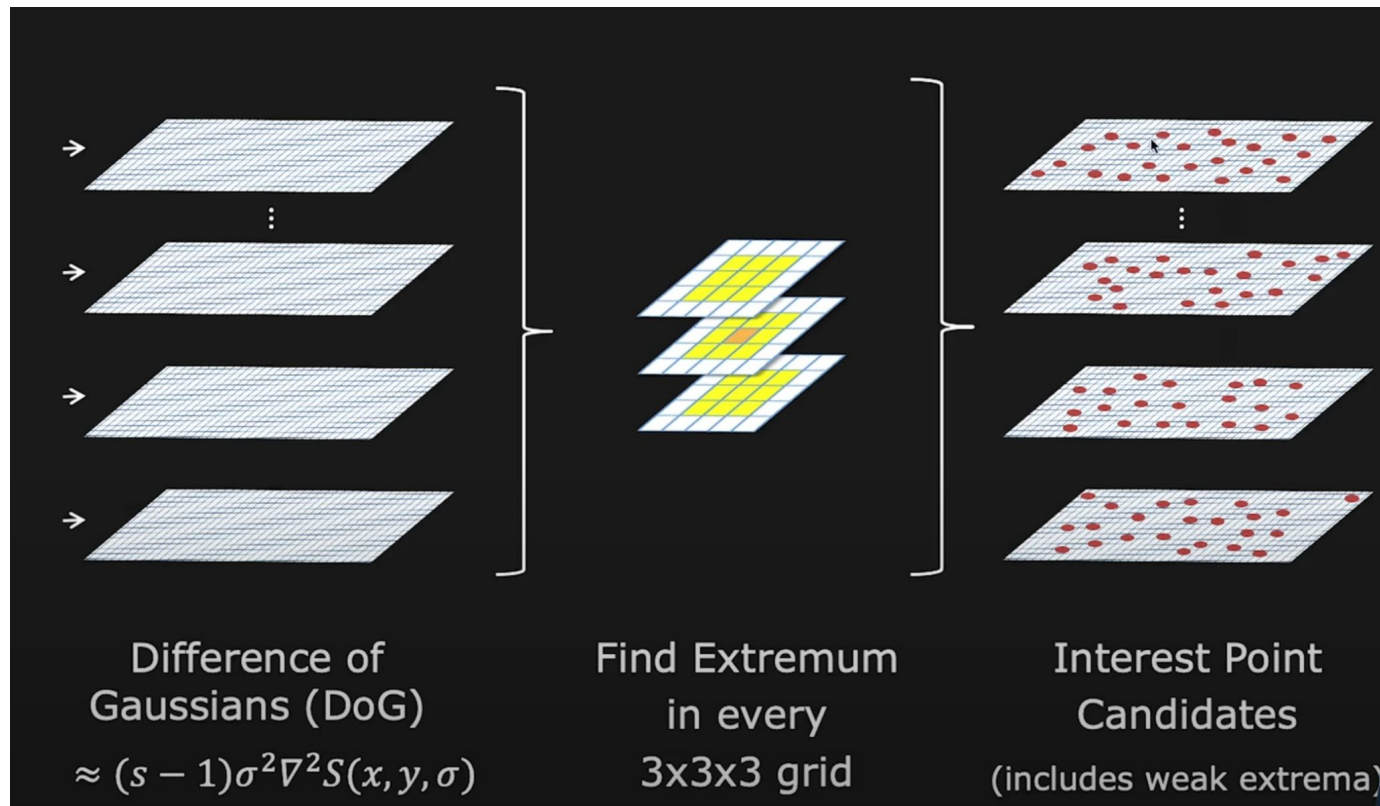 Difference of
Gaussians (DoG)
≈ (s − 1)σ²∇²S(x, y, σ)
Find Extremum
in every
3x3x3 grid
Interest Point
Candidates
(includes weak extrema)